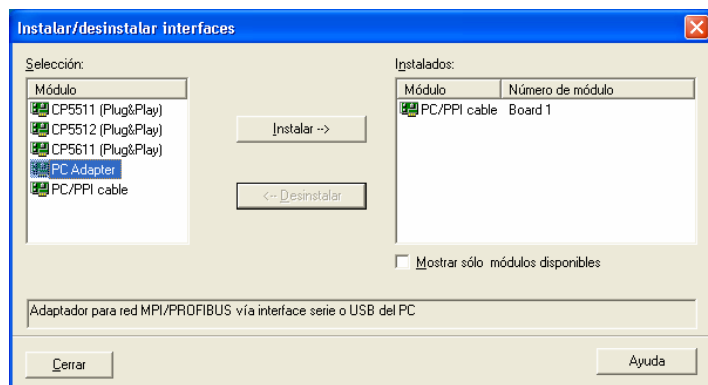 Instalar/desinstalar interfaces
Selección:
Módulo
CP5511 (Plug&Play)
CP5512 (Plug&Play)
CP5611 (Plug&Play)
PC Adapter
PC/PPI cable
Instalar -->
<-- Desinstalar
Instalados:
Módulo Número de módulo
PC/PPI cable Board 1
Mostrar sólo módulos disponibles
Adaptador para red MPI/PROFIBUS vía interface serie o USB del PC
Cerrar
Ayuda